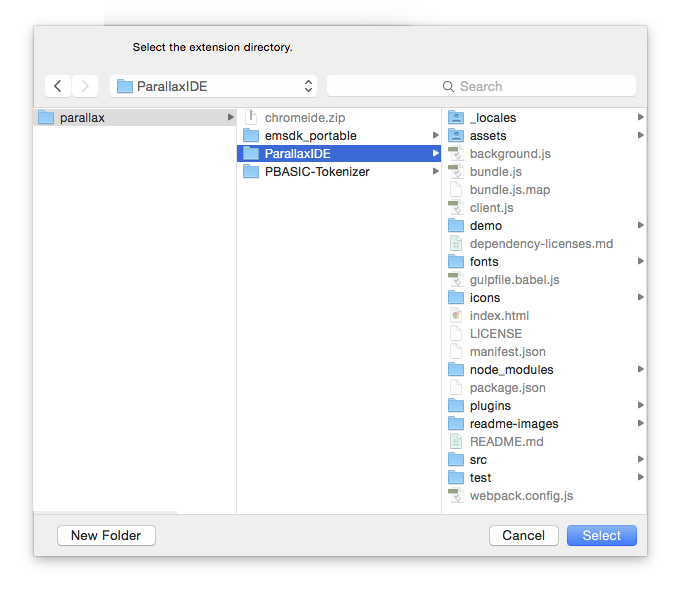 Select the extension directory.
ParallaxIDE
Search
parallax
chromeide.zip
emsdk_portable
ParallaxIDE
PBASIC-Tokenizer
_locales
assets
background.js
bundle.js
bundle.js.map
client.js
demo
dependency-licenses.md
fonts
gulpfile.babel.js
icons
index.html
LICENSE
manifest.json
node_modules
package.json
plugins
readme-images
README.md
src
test
webpack.config.js
New Folder
Cancel
Select